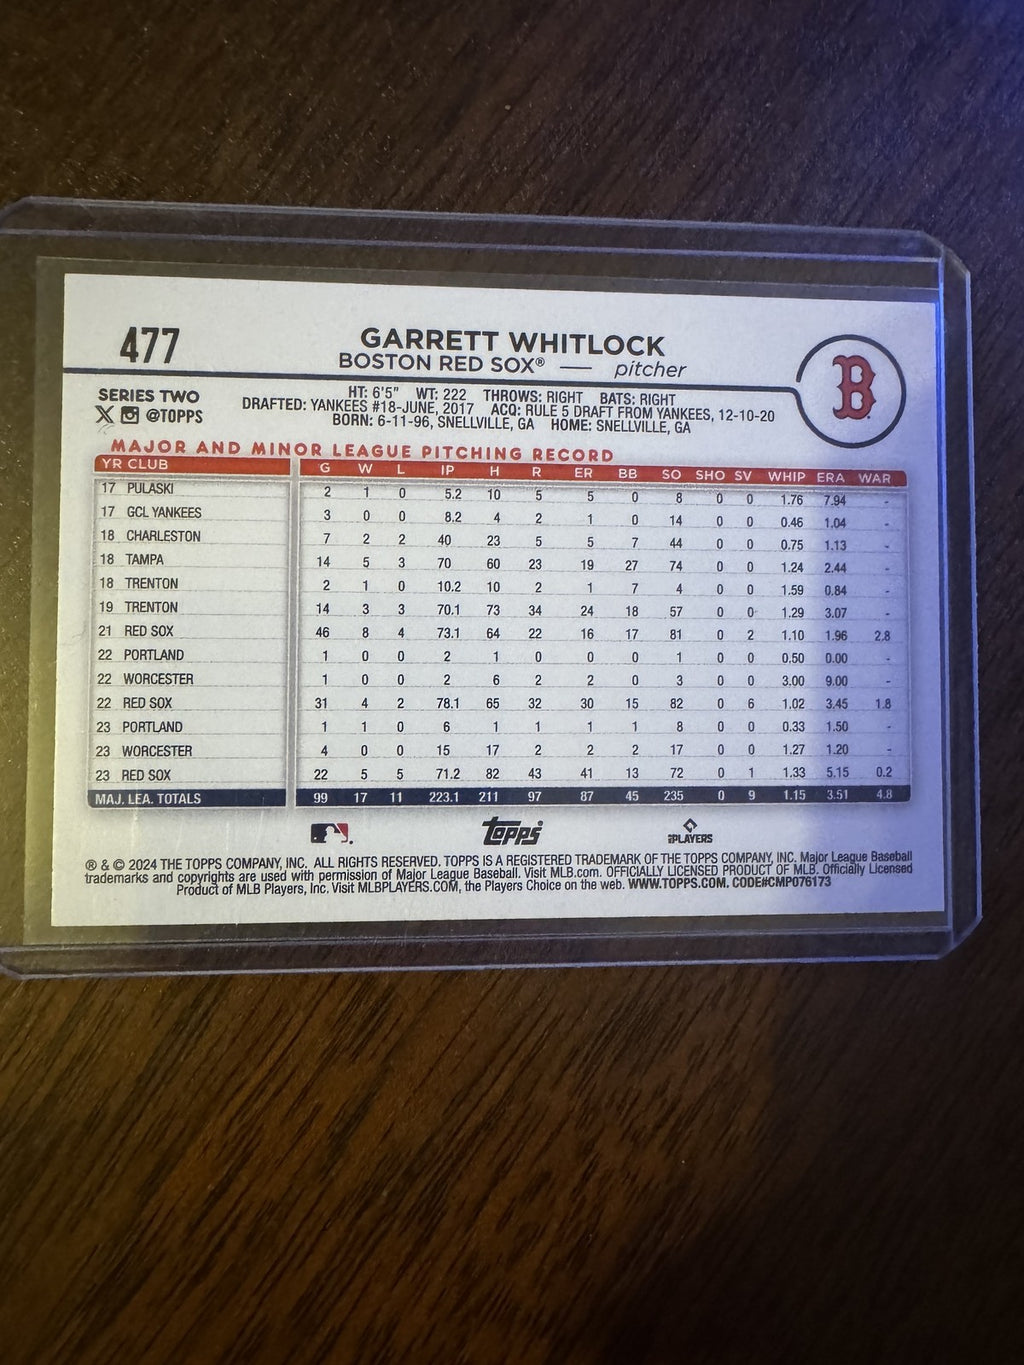 477
GARRETT WHITLOCK
BOSTON RED SOX® — pitcher
B
SERIES TWO
X @TOPPS
HT: 6'5" WT: 222 THROWS: RIGHT BATS: RIGHT
DRAFTED: YANKEES #18-JUNE, 2017 ACQ: RULE 5 DRAFT FROM YANKEES, 12-10-20
BORN: 6-11-96, SNELLVILLE, GA HOME: SNELLVILLE, GA
MAJOR AND MINOR LEAGUE PITCHING RECORD
YR CLUB G W L IP H R ER BB SO SHO SV WHIP ERA WAR
17 PULASKI 2 1 0 5.2 10 5 5 0 8 0 0 1.76 7.94 -
17 GCL YANKEES 3 0 0 8.2 4 2 1 0 14 0 0 0.46 1.04 -
18 CHARLESTON 7 2 2 40 23 5 5 7 44 0 0 0.75 1.13 -
18 TAMPA 14 5 3 70 60 23 19 27 74 0 0 1.24 2.44 -
18 TRENTON 2 1 0 10.2 10 2 1 7 4 0 0 1.59 0.84 -
19 TRENTON 14 3 3 70.1 73 34 24 18 57 0 0 1.29 3.07 -
21 RED SOX 46 8 4 73.1 64 22 16 17 81 0 2 1.10 1.96 2.8
22 PORTLAND 1 0 0 2 1 0 0 0 1 0 0 0.50 0.00 -
22 WORCESTER 1 0 0 2 6 2 2 0 3 0 0 3.00 9.00 -
22 RED SOX 31 4 2 78.1 65 32 30 15 82 0 6 1.02 3.45 1.8
23 PORTLAND 1 1 0 6 1 1 1 1 8 0 0 0.33 1.50 -
23 WORCESTER 4 0 0 15 17 2 2 2 17 0 0 1.27 1.20 -
23 RED SOX 22 5 5 71.2 82 43 41 13 72 0 1 1.33 5.15 0.2
MAJ. LEA. TOTALS 99 17 11 223.1 211 97 87 45 235 0 9 1.15 3.51 4.8
Topps PLAYERS
® & © 2024 THE TOPPS COMPANY, INC. ALL RIGHTS RESERVED. TOPPS IS A REGISTERED TRADEMARK OF THE TOPPS COMPANY, INC. Major League Baseball
trademarks and copyrights are used with permission of Major League Baseball. Visit MLB.com. OFFICIALLY LICENSED PRODUCT OF MLB. Officially Licensed
Product of MLB Players, Inc. Visit MLBPLAYERS.COM, the Players Choice on the web. WWW.TOPPS.COM. CODE#CMP076173